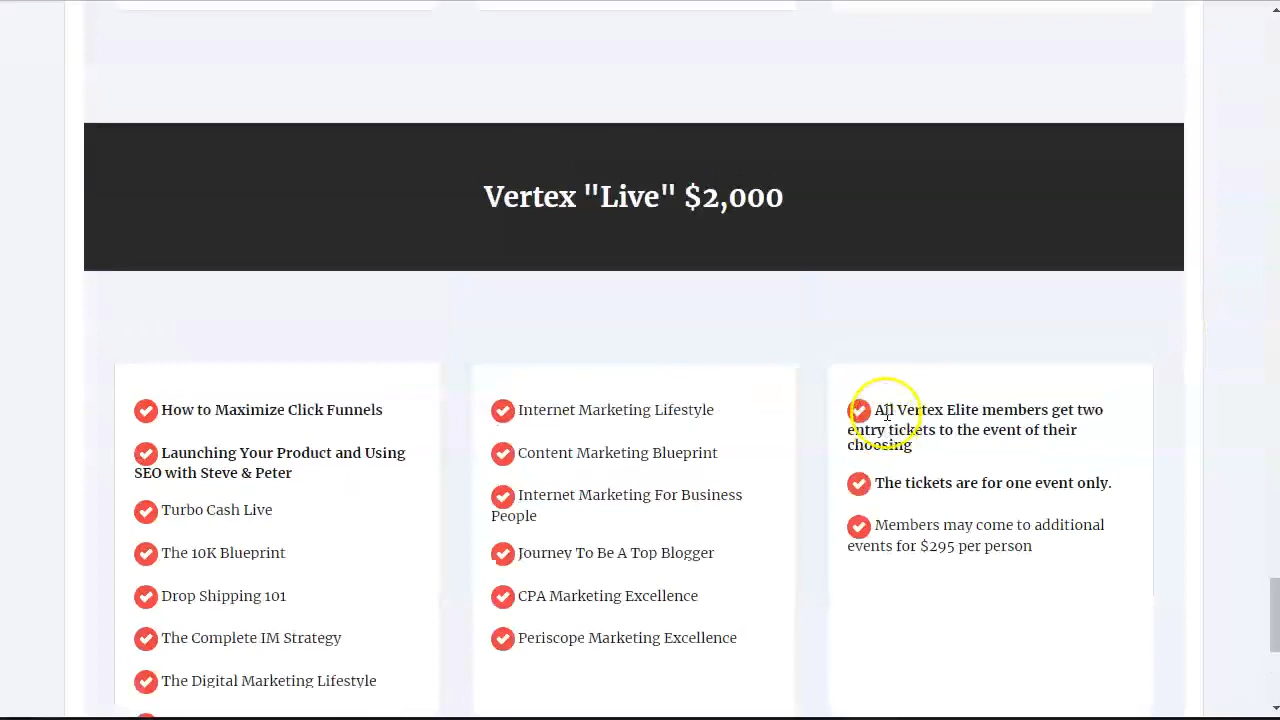 Vertex "Live" $2,000
How to Maximize Click Funnels
Launching Your Product and Using
SEO with Steve & Peter
Turbo Cash Live
The 10K Blueprint
Drop Shipping 101
The Complete IM Strategy
The Digital Marketing Lifestyle
Internet Marketing Lifestyle
Content Marketing Blueprint
Internet Marketing For Business
People
Journey To Be A Top Blogger
CPA Marketing Excellence
Periscope Marketing Excellence
All Vertex Elite members get two
entry tickets to the event of their
choosing
The tickets are for one event only.
Members may come to additional
events for $295 per person